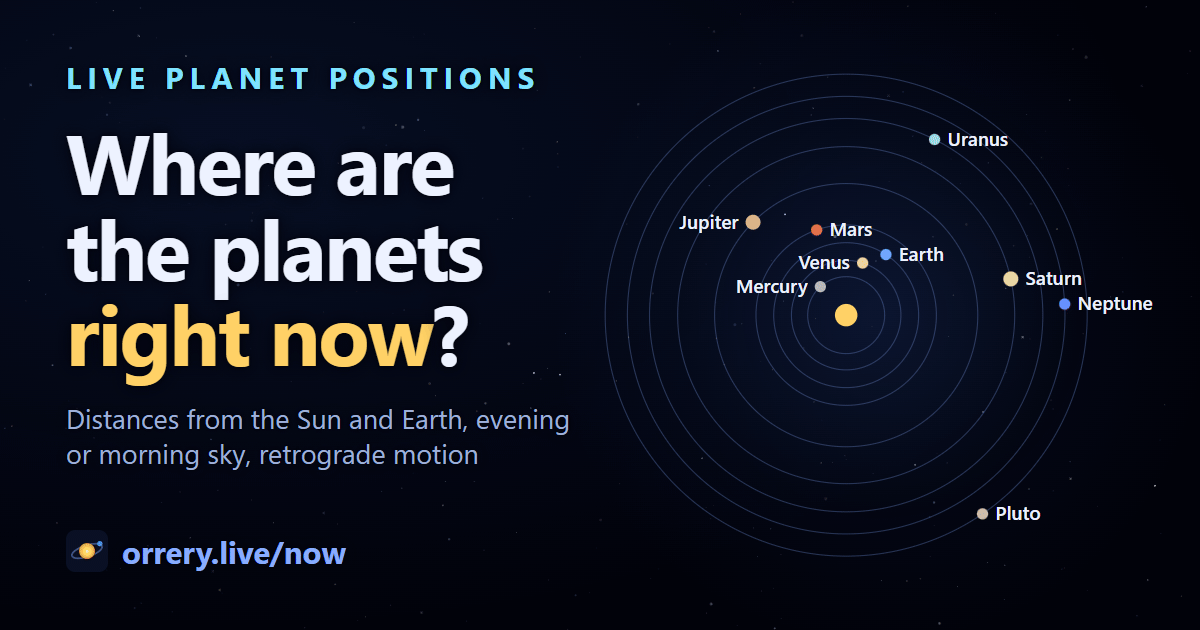 LIVE PLANET POSITIONS
Where are
the planets
right now?
Distances from the Sun and Earth, evening
or morning sky, retrograde motion
orrery.live/now
Uranus
Jupiter
Mars
Earth
Venus
Saturn
Mercury
Neptune
Pluto